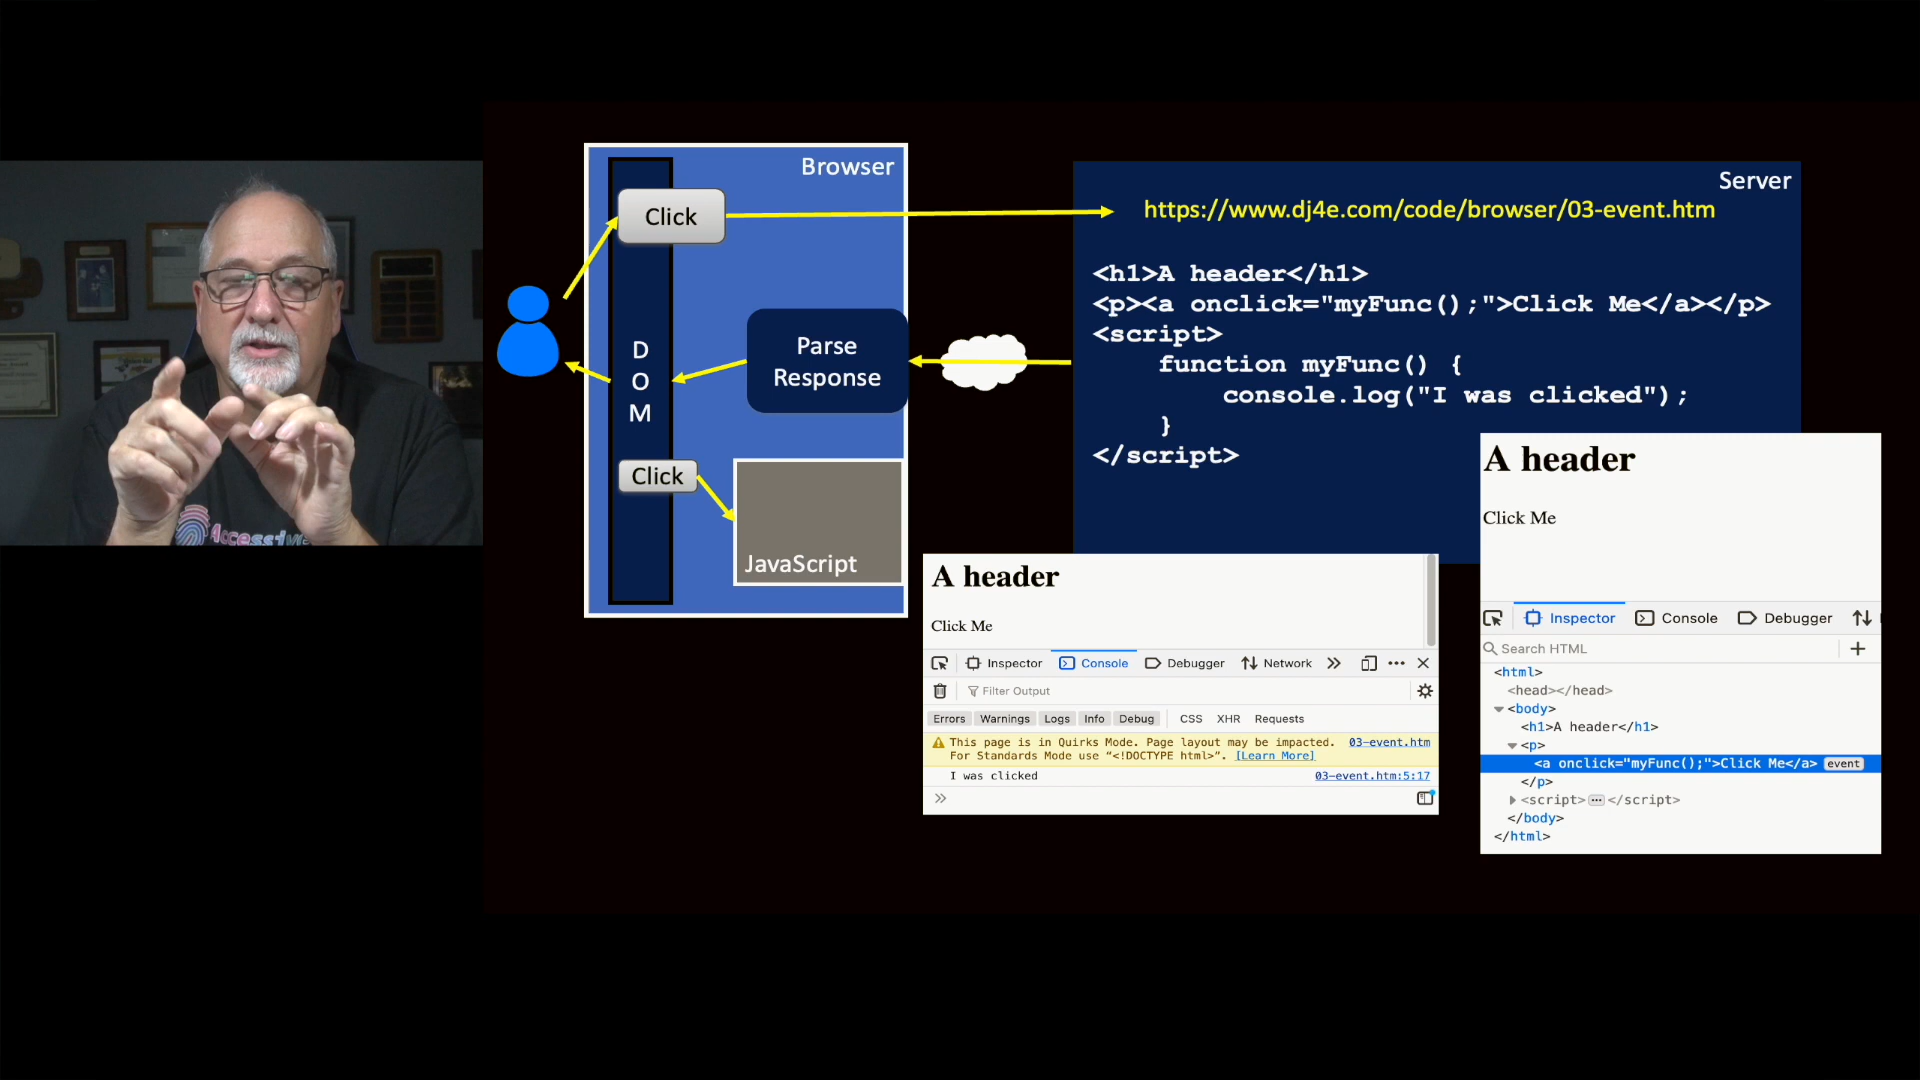 Browser
Click
D
O
M
Parse
Response
Click
JavaScript
Server
https://www.dj4e.com/code/browser/03-event.htm
<h1>A header</h1>
<p><a onclick="myFunc();">Click Me</a></p>
<script>
function myFunc() {
console.log("I was clicked");
}
</script>
A header
Click Me
Inspector Console Debugger Network
Filter Output
Errors Warnings Logs Info Debug CSS XHR Requests
This page is in Quirks Mode. Page layout may be impacted. 03-event.htm
For Standards Mode use “<!DOCTYPE html>”. [Learn More]
I was clicked 03-event.htm:5:17
A header
Click Me
Inspector Console Debugger
Search HTML
<html>
<head></head>
<body>
<h1>A header</h1>
<p>
<a onclick="myFunc();">Click Me</a> event
</p>
<script></script>
</body>
</html>